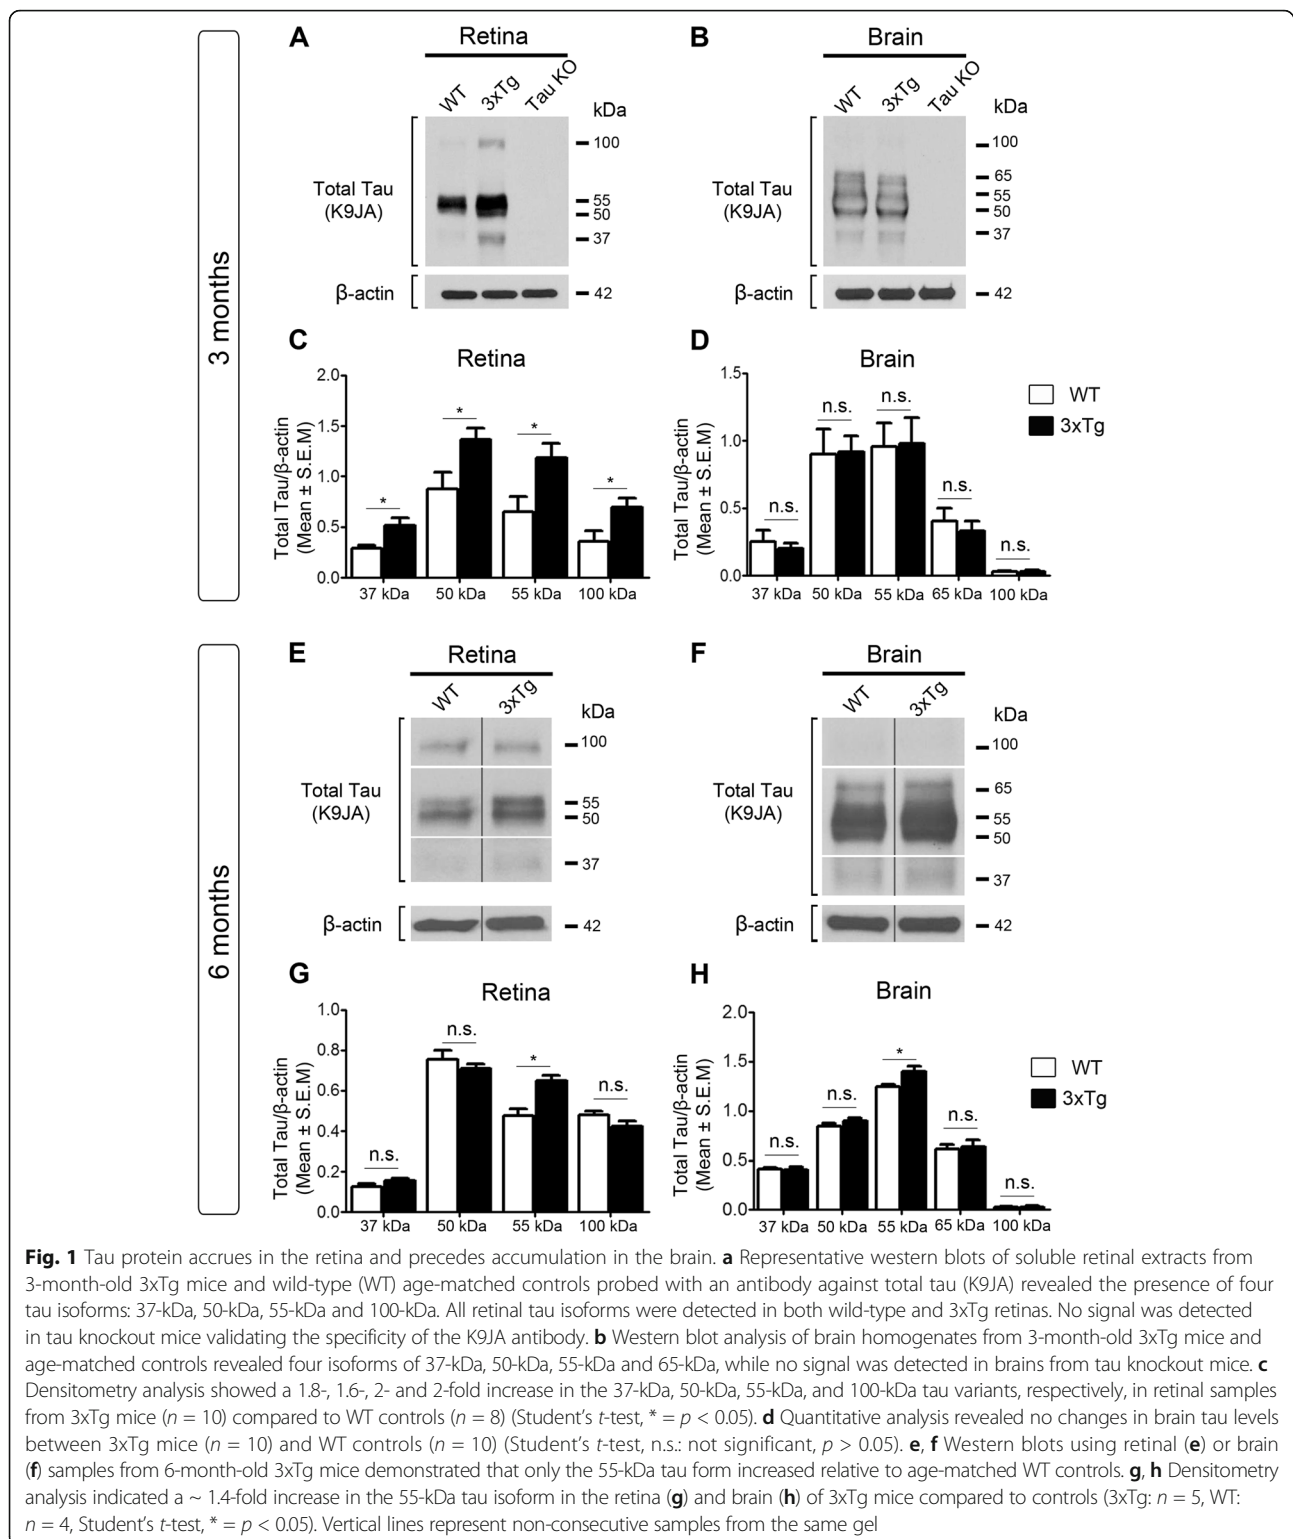 3 months
A
Retina
WT 3xTg Tau KO
kDa
Total Tau
(K9JA)
100
55
50
37
β-actin
42
B
Brain
WT 3xTg Tau KO
kDa
Total Tau
(K9JA)
100
65
55
50
37
β-actin
42
C
Retina
Total Tau/β-actin
(Mean ± S.E.M)
2.0
1.5
1.0
0.5
0.0
* * * *
37 kDa 50 kDa 55 kDa 100 kDa
D
Brain
Total Tau/β-actin
(Mean ± S.E.M)
1.5
1.0
0.5
0.0
n.s. n.s. n.s. n.s. n.s.
37 kDa 50 kDa 55 kDa 65 kDa 100 kDa
WT
3xTg
6 months
E
Retina
WT 3xTg
kDa
Total Tau
(K9JA)
100
55
50
37
β-actin
42
F
Brain
WT 3xTg
kDa
Total Tau
(K9JA)
100
65
55
50
37
β-actin
42
G
Retina
Total Tau/β-actin
(Mean ± S.E.M)
1.0
0.8
0.6
0.4
0.2
0.0
n.s. n.s. * n.s.
37 kDa 50 kDa 55 kDa 100 kDa
H
Brain
Total Tau/β-actin
(Mean ± S.E.M)
2.0
1.5
1.0
0.5
0.0
n.s. n.s. * n.s. n.s.
37 kDa 50 kDa 55 kDa 65 kDa 100 kDa
WT
3xTg
Fig. 1 Tau protein accrues in the retina and precedes accumulation in the brain. a Representative western blots of soluble retinal extracts from
3-month-old 3xTg mice and wild-type (WT) age-matched controls probed with an antibody against total tau (K9JA) revealed the presence of four
tau isoforms: 37-kDa, 50-kDa, 55-kDa and 100-kDa. All retinal tau isoforms were detected in both wild-type and 3xTg retinas. No signal was detected
in tau knockout mice validating the specificity of the K9JA antibody. b Western blot analysis of brain homogenates from 3-month-old 3xTg mice and
age-matched controls revealed four isoforms of 37-kDa, 50-kDa, 55-kDa and 65-kDa, while no signal was detected in brains from tau knockout mice. c
Densitometry analysis showed a 1.8-, 1.6-, 2- and 2-fold increase in the 37-kDa, 50-kDa, 55-kDa, and 100-kDa tau variants, respectively, in retinal samples
from 3xTg mice (n = 10) compared to WT controls (n = 8) (Student's t-test, * = p < 0.05). d Quantitative analysis revealed no changes in brain tau levels
between 3xTg mice (n = 10) and WT controls (n = 10) (Student's t-test, n.s.: not significant, p > 0.05). e, f Western blots using retinal (e) or brain
(f) samples from 6-month-old 3xTg mice demonstrated that only the 55-kDa tau form increased relative to age-matched WT controls. g, h Densitometry
analysis indicated a ~ 1.4-fold increase in the 55-kDa tau isoform in the retina (g) and brain (h) of 3xTg mice compared to controls (3xTg: n = 5, WT:
n = 4, Student's t-test, * = p < 0.05). Vertical lines represent non-consecutive samples from the same gel